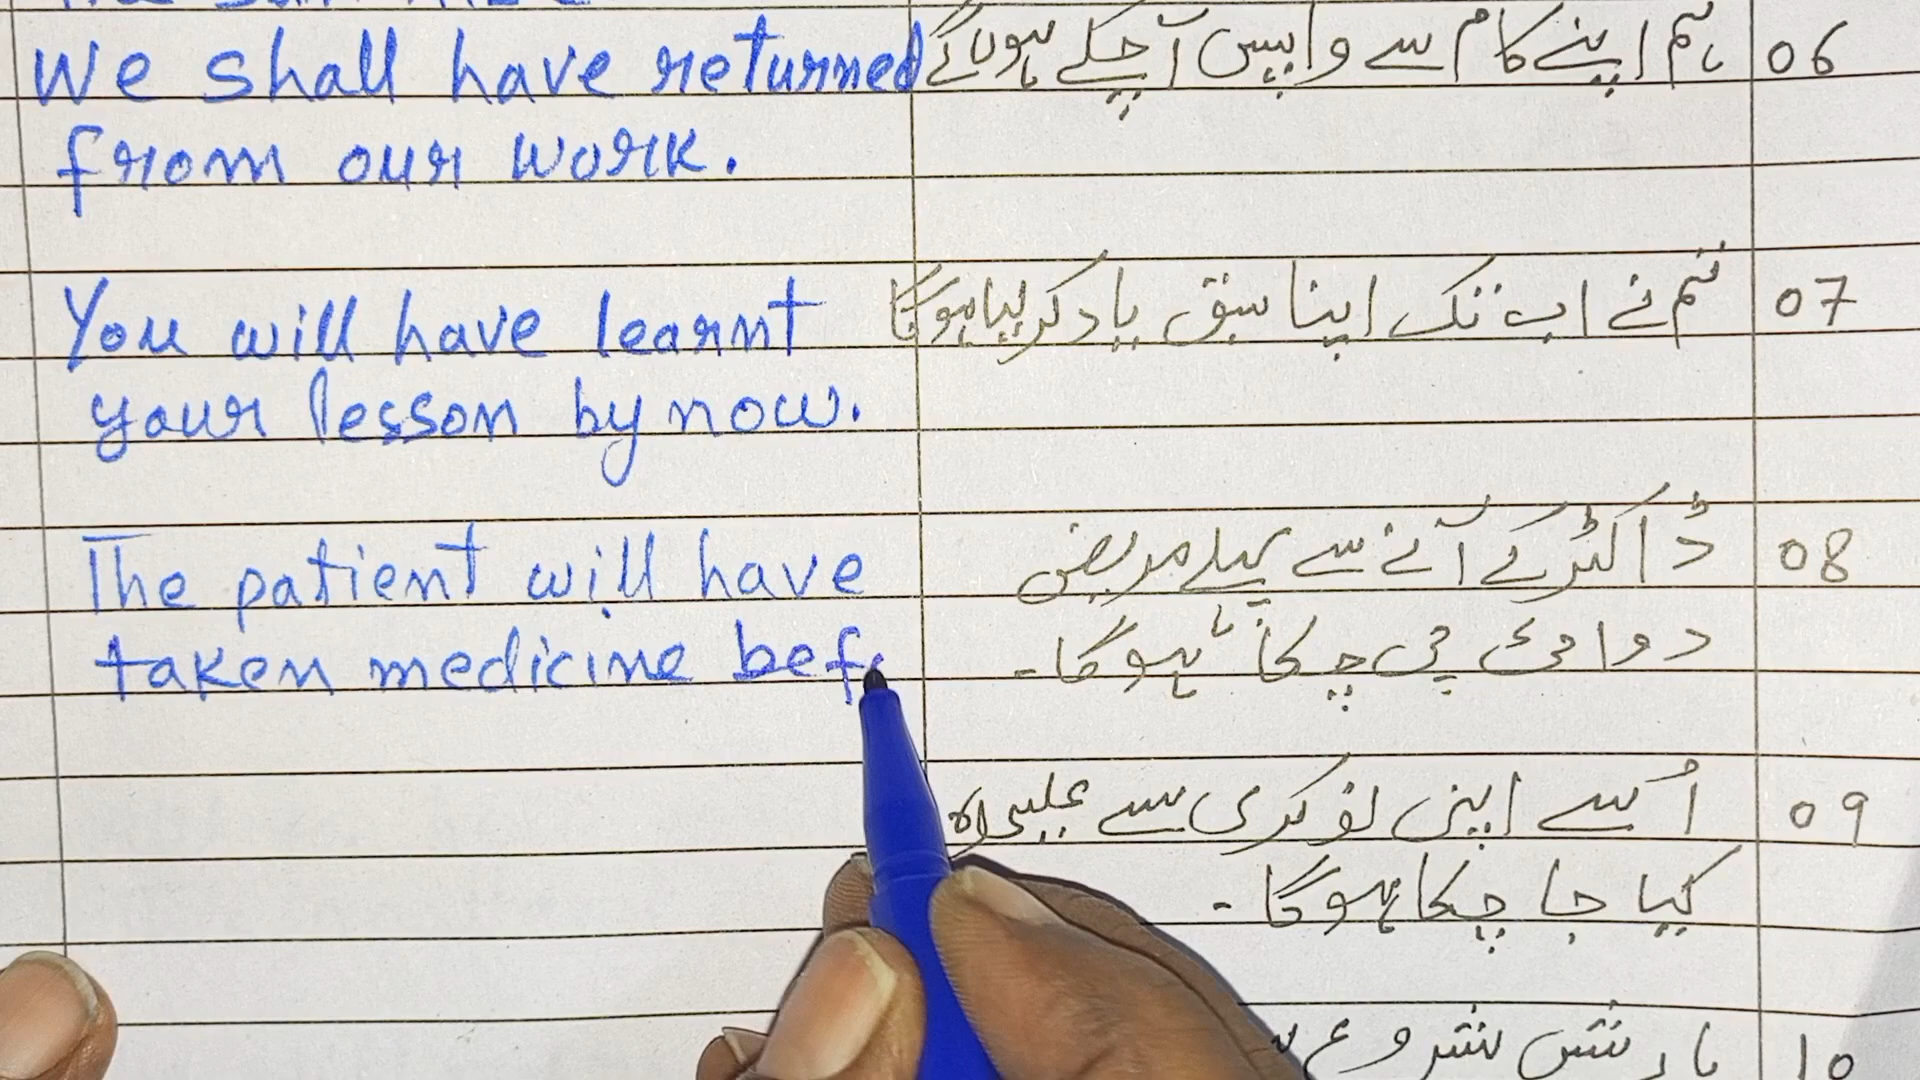 We shall have returned
from our work.
ہم اپنے کام سے واپس آچکے ہوں گے
06
You will have learnt
your lesson by now.
تم نے اب تک اپنا سبق یاد کر لیا ہوگا
07
The patient will have
taken medicine bef
ڈاکٹر کے آنے سے پہلے مریض
08
پی چکا ہوگا۔
اُسے اپنی نوکری سے
09
کیا جا چکا ہوگا۔
بارش شروع
10